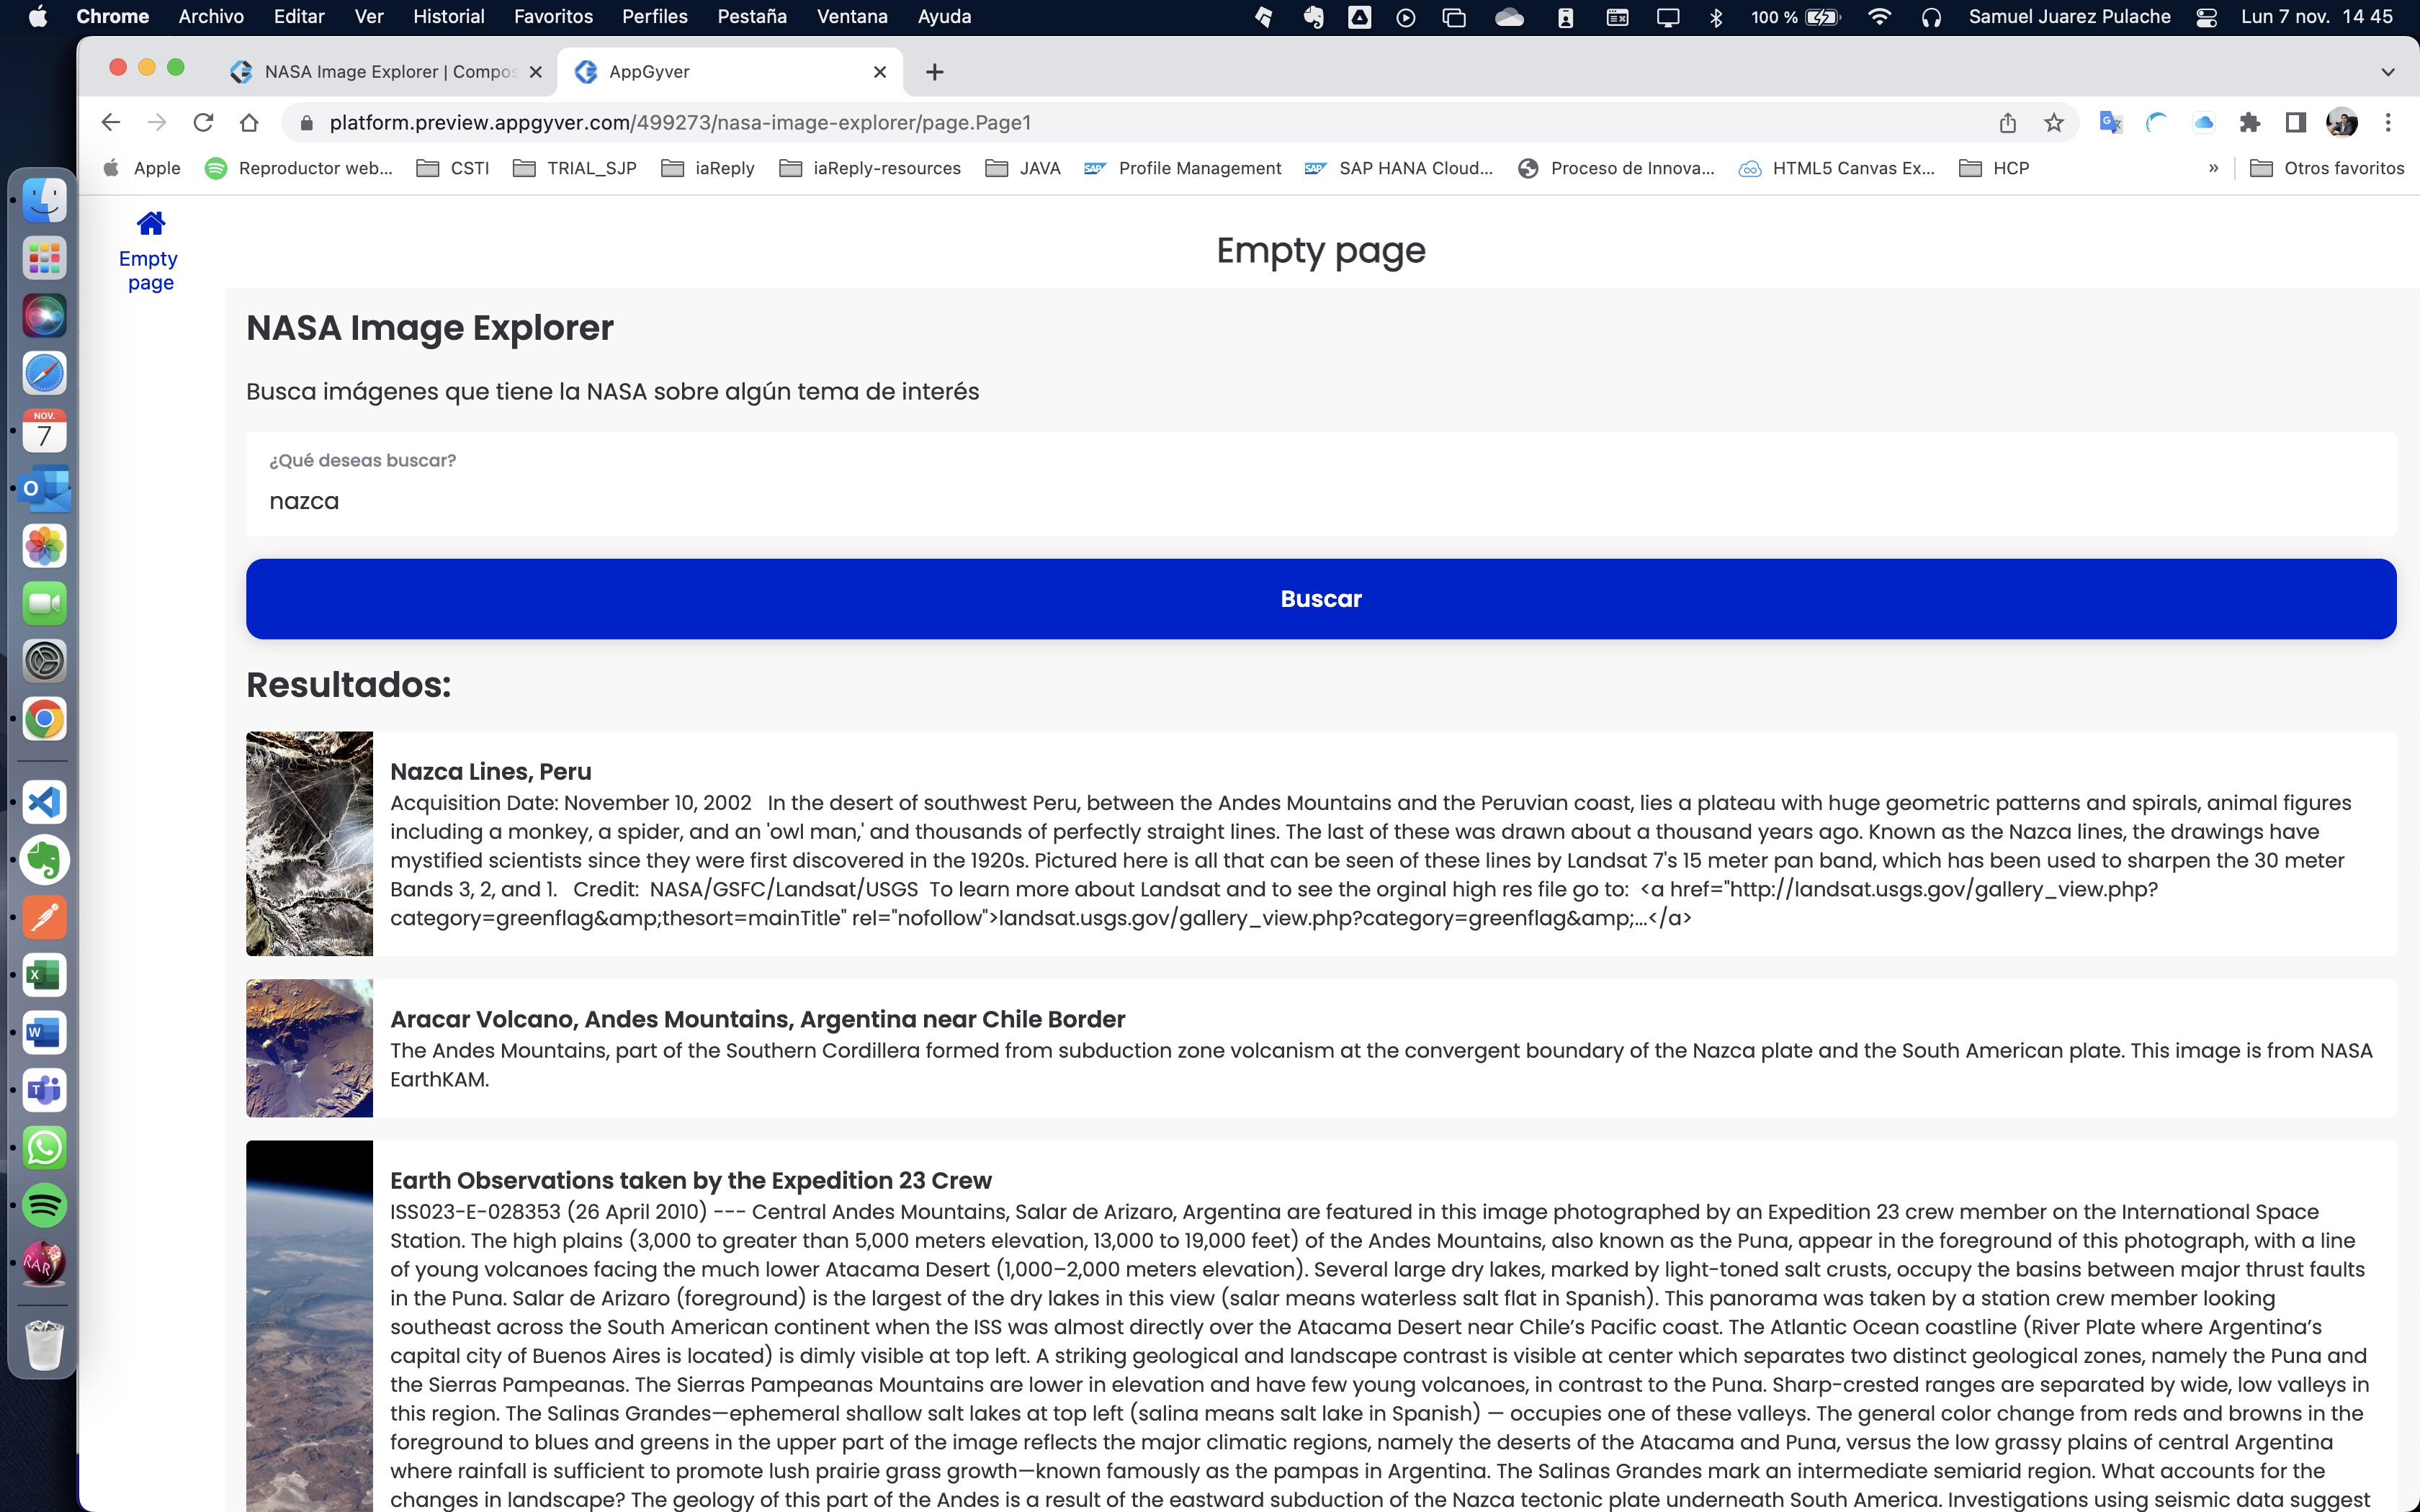 Chrome Archivo Editar Ver Historial Favoritos Perfiles Pestaña Ventana Ayuda 100 % Samuel Juarez Pulache Lun 7 nov. 14 45
NASA Image Explorer | Compos AppGyver
platform.preview.appgyver.com/499273/nasa-image-explorer/page.Page1
Apple Reproductor web... CSTI TRIAL_SJP iaReply iaReply-resources JAVA SAP Profile Management SAP SAP HANA Cloud... Proceso de Innova... HTML5 Canvas Ex... HCP » Otros favoritos
NOV.
7
RAR
Empty
page
Empty page
NASA Image Explorer
Busca imágenes que tiene la NASA sobre algún tema de interés
¿Qué deseas buscar?
nazca
Buscar
Resultados:
Nazca Lines, Peru
Acquisition Date: November 10, 2002 In the desert of southwest Peru, between the Andes Mountains and the Peruvian coast, lies a plateau with huge geometric patterns and spirals, animal figures
including a monkey, a spider, and an 'owl man,' and thousands of perfectly straight lines. The last of these was drawn about a thousand years ago. Known as the Nazca lines, the drawings have
mystified scientists since they were first discovered in the 1920s. Pictured here is all that can be seen of these lines by Landsat 7's 15 meter pan band, which has been used to sharpen the 30 meter
Bands 3, 2, and 1. Credit: NASA/GSFC/Landsat/USGS To learn more about Landsat and to see the orginal high res file go to: <a href="http://landsat.usgs.gov/gallery_view.php?
category=greenflag&amp;thesort=mainTitle" rel="nofollow">landsat.usgs.gov/gallery_view.php?category=greenflag&amp;...</a>
Aracar Volcano, Andes Mountains, Argentina near Chile Border
The Andes Mountains, part of the Southern Cordillera formed from subduction zone volcanism at the convergent boundary of the Nazca plate and the South American plate. This image is from NASA
EarthKAM.
Earth Observations taken by the Expedition 23 Crew
ISS023-E-028353 (26 April 2010) --- Central Andes Mountains, Salar de Arizaro, Argentina are featured in this image photographed by an Expedition 23 crew member on the International Space
Station. The high plains (3,000 to greater than 5,000 meters elevation, 13,000 to 19,000 feet) of the Andes Mountains, also known as the Puna, appear in the foreground of this photograph, with a line
of young volcanoes facing the much lower Atacama Desert (1,000–2,000 meters elevation). Several large dry lakes, marked by light-toned salt crusts, occupy the basins between major thrust faults
in the Puna. Salar de Arizaro (foreground) is the largest of the dry lakes in this view (salar means waterless salt flat in Spanish). This panorama was taken by a station crew member looking
southeast across the South American continent when the ISS was almost directly over the Atacama Desert near Chile’s Pacific coast. The Atlantic Ocean coastline (River Plate where Argentina’s
capital city of Buenos Aires is located) is dimly visible at top left. A striking geological and landscape contrast is visible at center which separates two distinct geological zones, namely the Puna and
the Sierras Pampeanas. The Sierras Pampeanas Mountains are lower in elevation and have few young volcanoes, in contrast to the Puna. Sharp-crested ranges are separated by wide, low valleys in
this region. The Salinas Grandes—ephemeral shallow salt lakes at top left (salina means salt lake in Spanish) — occupies one of these valleys. The general color change from reds and browns in the
foreground to blues and greens in the upper part of the image reflects the major climatic regions, namely the deserts of the Atacama and Puna, versus the low grassy plains of central Argentina
where rainfall is sufficient to promote lush prairie grass growth—known famously as the pampas in Argentina. The Salinas Grandes mark an intermediate semiarid region. What accounts for the
changes in landscape? The geology of this part of the Andes is a result of the eastward subduction of the Nazca tectonic plate underneath South America. Investigations using seismic data suggest